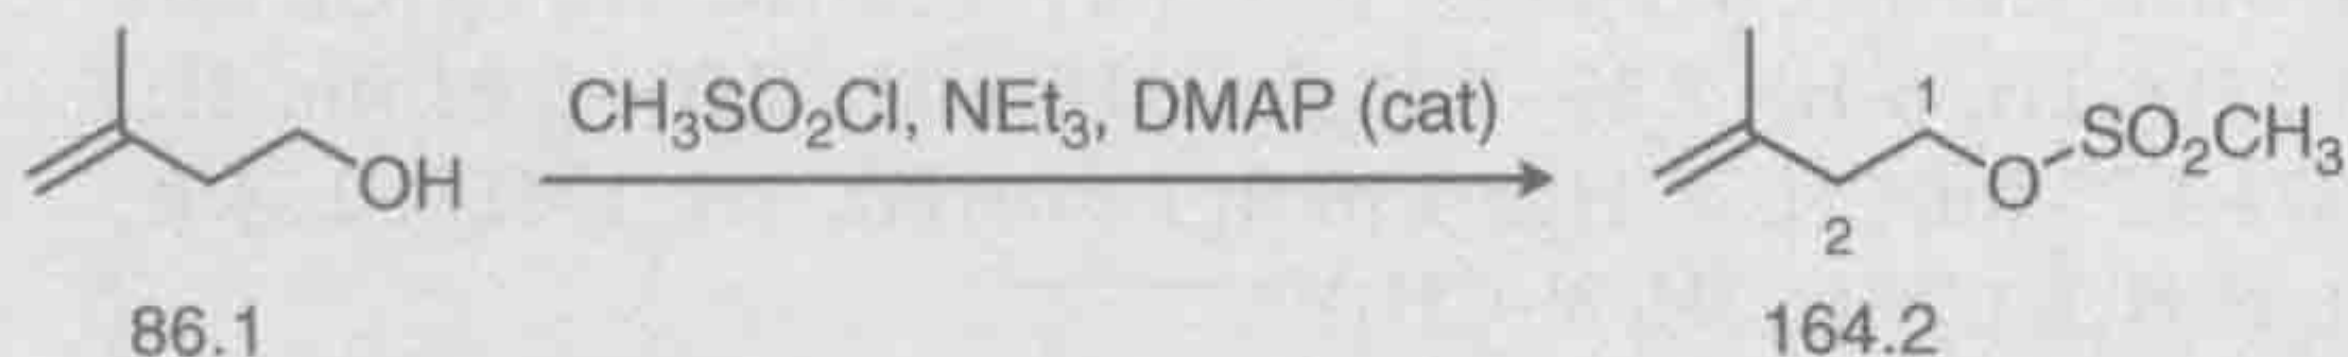 CH₃SO₂Cl, NEt₃, DMAP (cat)
OH
1
2
O
SO₂CH₃
86.1
164.2